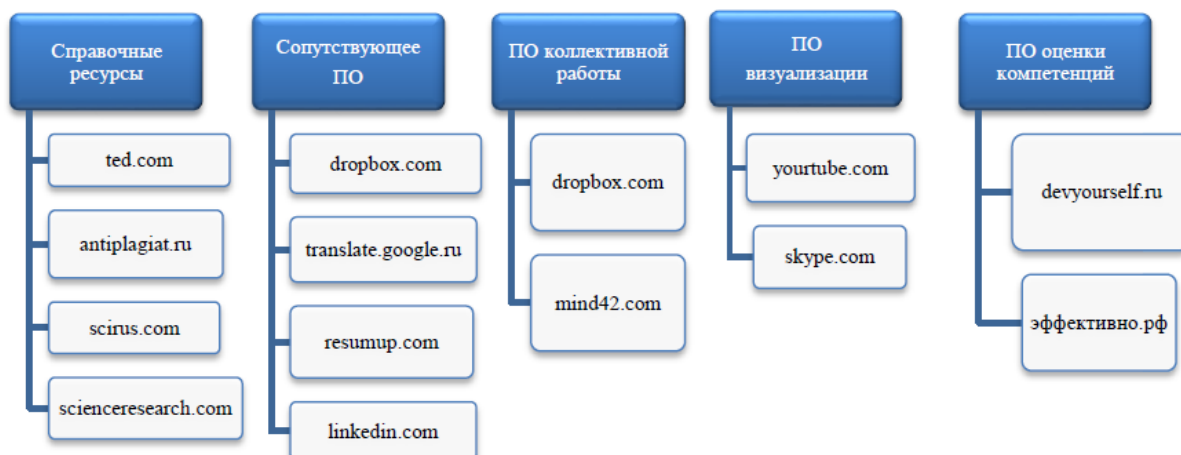 Справочные
ресурсы
ted.com
antiplagiat.ru
scirus.com
scienceresearch.com
Сопутствующее
ПО
dropbox.com
translate.google.ru
resumup.com
linkedin.com
ПО коллективной
работы
dropbox.com
mind42.com
ПО
визуализации
yourtube.com
skype.com
ПО оценки
компетенций
devyourself.ru
эффективно.рф